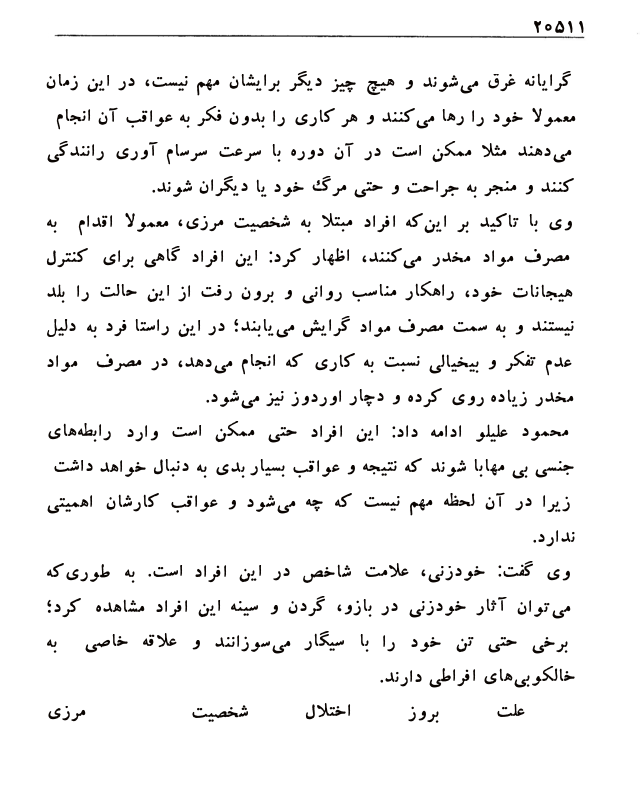 ۲۰۵۱۱
گرایانه غرق می‌شوند و هیچ چیز دیگر برایشان مهم نیست، در این زمان
معمولا خود را رها می‌کنند و هر کاری را بدون فکر به عواقب آن انجام
می‌دهند مثلا ممکن است در آن دوره با سرعت سرسام آوری رانندگی
کنند و منجر به جراحت و حتی مرگ خود یا دیگران شوند.
وی با تاکید بر این‌که افراد مبتلا به شخصیت مرزی، معمولا اقدام به
مصرف مواد مخدر می‌کنند، اظهار کرد: این افراد گاهی برای کنترل
هیجانات خود، راهکار مناسب روانی و برون رفت از این حالت را بلد
نیستند و به سمت مصرف مواد گرایش می‌یابند؛ در این راستا فرد به دلیل
عدم تفکر و بیخیالی نسبت به کاری که انجام می‌دهد، در مصرف مواد
مخدر زیاده روی کرده و دچار اوردوز نیز می‌شود.
محمود علیلو ادامه داد: این افراد حتی ممکن است وارد رابطه‌های
جنسی بی مهابا شوند که نتیجه و عواقب بسیار بدی به دنبال خواهد داشت
زیرا در آن لحظه مهم نیست که چه می‌شود و عواقب کارشان اهمیتی
ندارد.
وی گفت: خودزنی، علامت شاخص در این افراد است. به طوری‌که
می‌توان آثار خودزنی در بازو، گردن و سینه این افراد مشاهده کرد؛
برخی حتی تن خود را با سیگار می‌سوزانند و علاقه خاصی به
خالکوبی‌های افراطی دارند.
علت بروز اختلال شخصیت مرزی